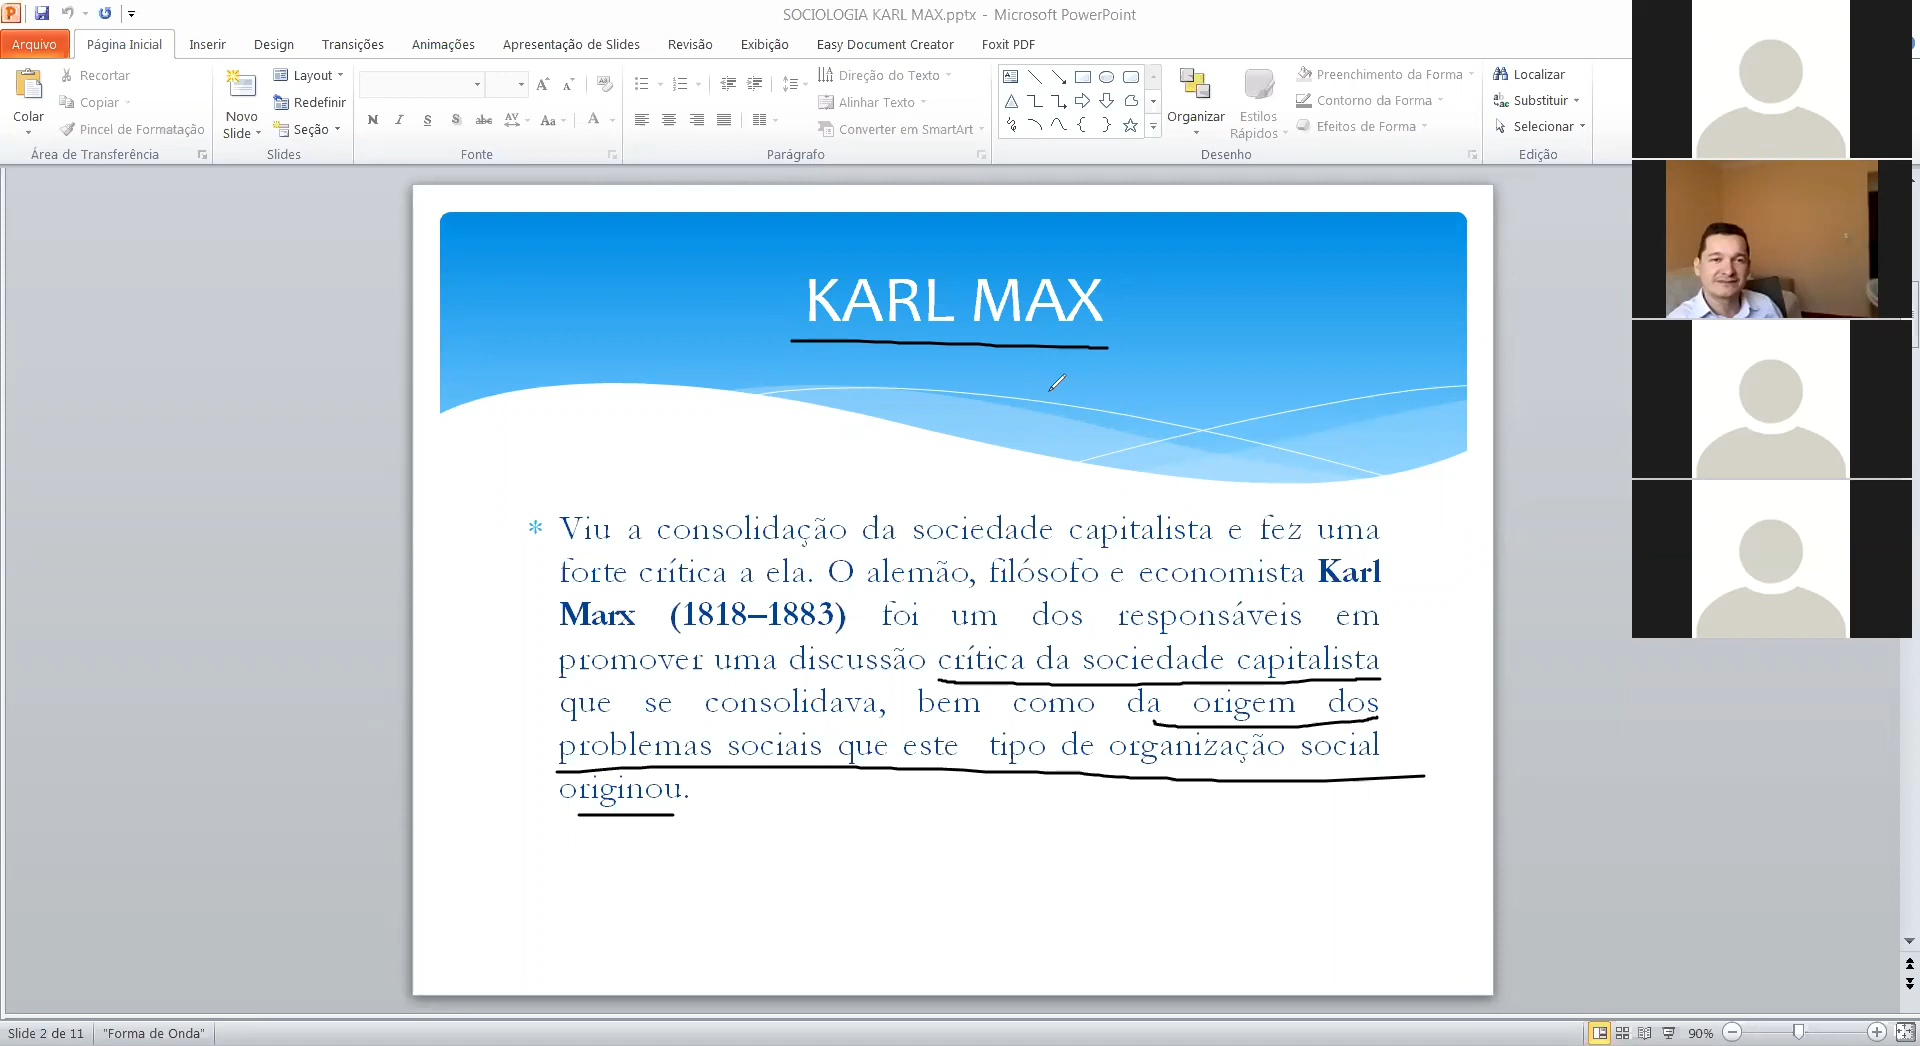 SOCIOLOGIA KARL MAX.pptx - Microsoft PowerPoint
Arquivo Página Inicial Inserir Design Transições Animações Apresentação de Slides Revisão Exibição Easy Document Creator Foxit PDF
Colar
Recortar
Copiar
Pincel de Formatação
Área de Transferência
Novo
Slide
Layout
Redefinir
Seção
Slides
N I S S abc AV Aa A
Fonte
Direção do Texto
Alinhar Texto
Converter em SmartArt
Parágrafo
Organizar
Estilos
Rápidos
Preenchimento da Forma
Contorno da Forma
Efeitos de Forma
Desenho
Localizar
Substituir
Selecionar
Edição
KARL MAX
* Viu a consolidação da sociedade capitalista e fez uma
forte crítica a ela. O alemão, filósofo e economista Karl
Marx (1818–1883) foi um dos responsáveis em
promover uma discussão crítica da sociedade capitalista
que se consolidava, bem como da origem dos
problemas sociais que este tipo de organização social
originou.
Slide 2 de 11 "Forma de Onda" 90%